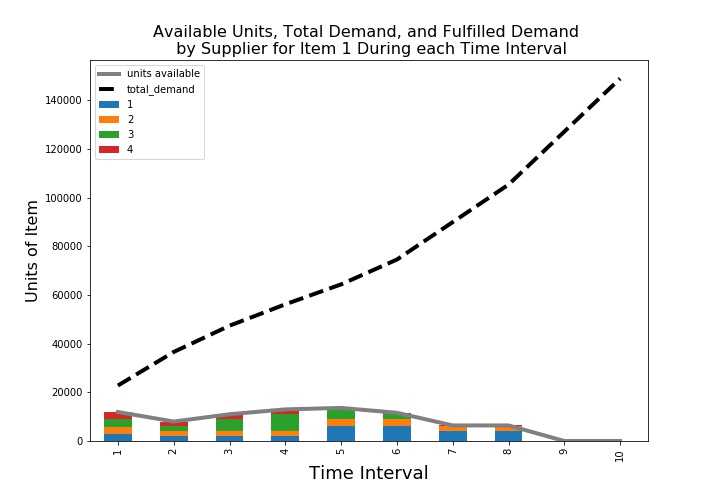 Available Units, Total Demand, and Fulfilled Demand
by Supplier for Item 1 During each Time Interval
units available
total_demand
1
2
3
4
140000
120000
100000
80000
60000
40000
20000
0
Units of Item
1 2 3 4 5 6 7 8 9 10
Time Interval